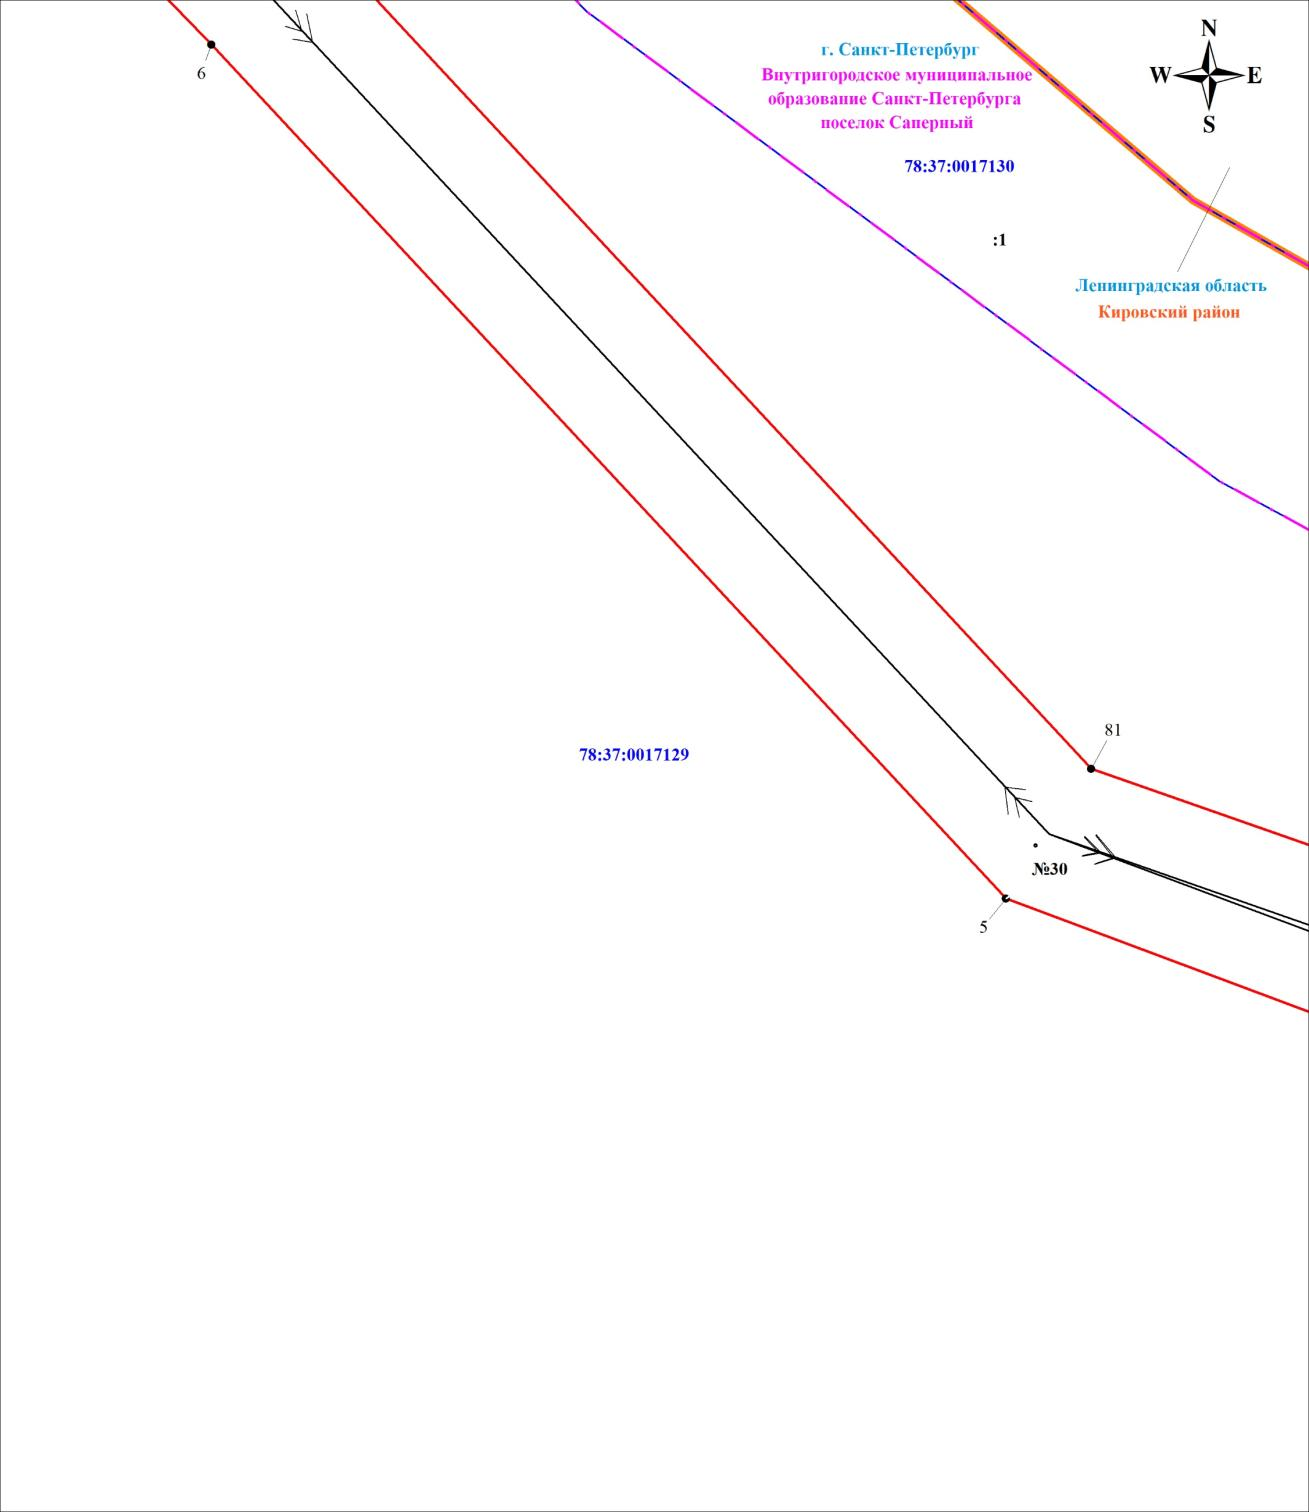 N
W E
S
г. Санкт-Петербург
Внутригородское муниципальное
образование Санкт-Петербурга
поселок Саперный
6
78:37:0017130
:1
Ленинградская область
Кировский район
81
78:37:0017129
№30
5